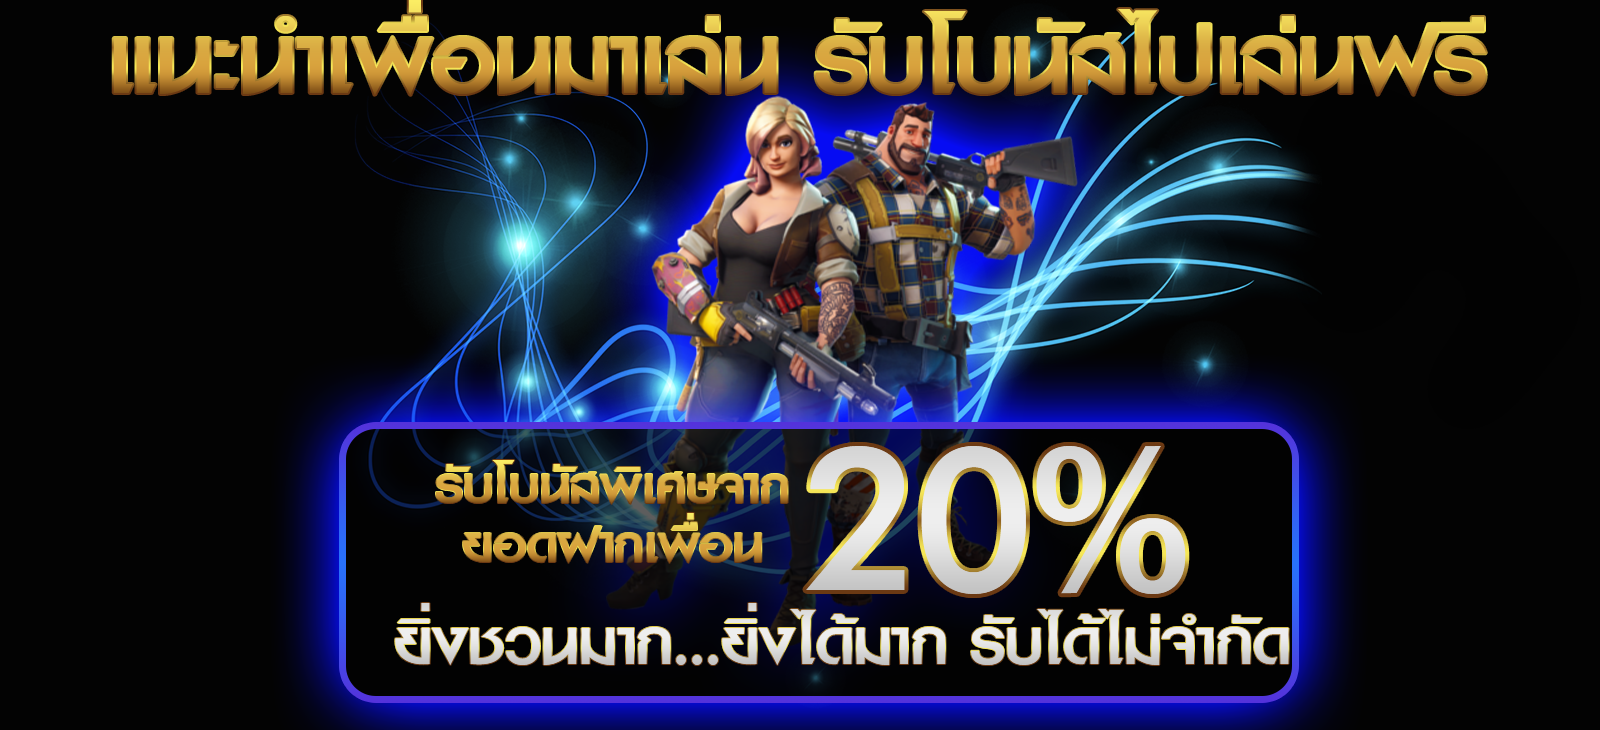 แนะนำเพื่อนมาเล่น รับโบนัสไปเล่นฟรี
รับโบนัสพิเศษจาก
ยอดฝากเพื่อน
20%
ยิ่งชวนมาก...ยิ่งได้มาก รับได้ไม่จำกัด